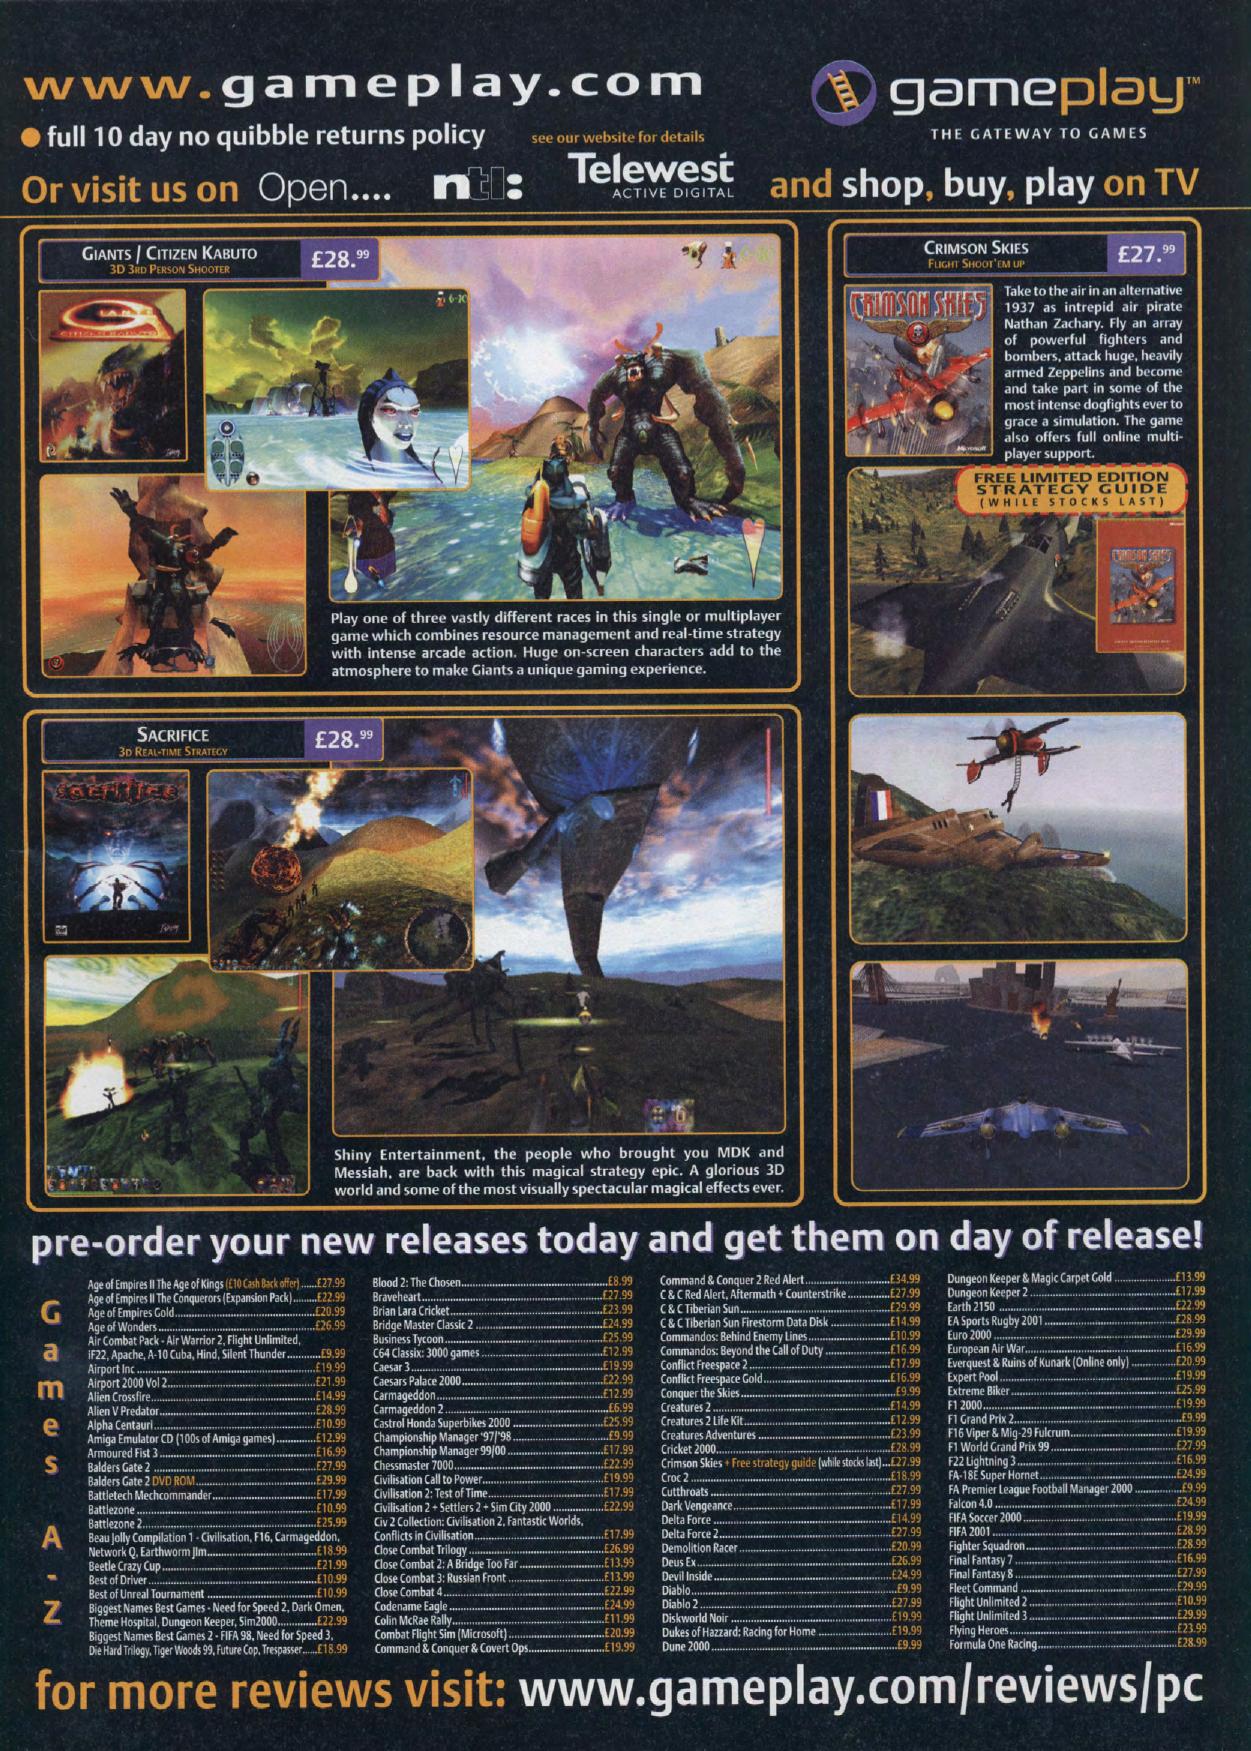 www.gameplay.com
gameplay™
THE GATEWAY TO GAMES
● full 10 day no quibble returns policy
see our website for details
Or visit us on Open.... ntl: Telewest ACTIVE DIGITAL and shop, buy, play on TV
GIANTS / CITIZEN KABUTO
3D 3RD PERSON SHOOTER
£28.99
Play one of three vastly different races in this single or multiplayer
game which combines resource management and real-time strategy
with intense arcade action. Huge on-screen characters add to the
atmosphere to make Giants a unique gaming experience.
CRIMSON SKIES
FLIGHT SHOOT'EM UP
£27.99
CRIMSON SKIES
Microsoft
Take to the air in an alternative
1937 as intrepid air pirate
Nathan Zachary. Fly an array
of powerful fighters and
bombers, attack huge, heavily
armed Zeppelins and become
and take part in some of the
most intense dogfights ever to
grace a simulation. The game
also offers full online multi-
player support.
FREE LIMITED EDITION
STRATEGY GUIDE
(WHILE STOCKS LAST)
CRIMSON SKIES
SACRIFICE
3D REAL-TIME STRATEGY
£28.99
SACRIFICE
Shiny Entertainment, the people who brought you MDK and
Messiah, are back with this magical strategy epic. A glorious 3D
world and some of the most visually spectacular magical effects ever.
pre-order your new releases today and get them on day of release!
Games A-Z
Age of Empires II The Age of Kings (£10 Cash Back offer)......£27.99
Age of Empires II The Conquerors (Expansion Pack)......£22.99
Age of Empires Gold......£20.99
Age of Wonders......£26.99
Air Combat Pack - Air Warrior 2, Flight Unlimited,
iF22, Apache, A-10 Cuba, Hind, Silent Thunder......£9.99
Airport Inc......£19.99
Airport 2000 Vol 2......£21.99
Alien Crossfire......£14.99
Alien V Predator......£28.99
Alpha Centauri......£10.99
Amiga Emulator CD (100s of Amiga games)......£12.99
Armoured Fist 3......£16.99
Balders Gate 2......£27.99
Balders Gate 2 DVD ROM......£29.99
Battletech Mechcommander......£17.99
Battlezone......£10.99
Battlezone 2......£25.99
Beau Jolly Compilation 1 - Civilisation, F16, Carmageddon,
Network Q, Earthworm Jim......£18.99
Beetle Crazy Cup......£21.99
Best of Driver......£10.99
Best of Unreal Tournament......£10.99
Biggest Names Best Games - Need for Speed 2, Dark Omen,
Theme Hospital, Dungeon Keeper, Sim2000......£22.99
Biggest Names Best Games 2 - FIFA 98, Need for Speed 3,
Die Hard Trilogy, Tiger Woods 99, Future Cop, Trespasser......£18.99
Blood 2: The Chosen......£8.99
Braveheart......£27.99
Brian Lara Cricket......£23.99
Bridge Master Classic 2......£24.99
Business Tycoon......£25.99
C64 Classix: 3000 games......£12.99
Caesar 3......£19.99
Caesars Palace 2000......£22.99
Carmageddon......£12.99
Carmageddon 2......£6.99
Castrol Honda Superbikes 2000......£25.99
Championship Manager '97/'98......£9.99
Championship Manager 99/00......£17.99
Chessmaster 7000......£22.99
Civilisation Call to Power......£19.99
Civilisation 2: Test of Time......£17.99
Civilisation 2 + Settlers 2 + Sim City 2000......£22.99
Civ 2 Collection: Civilisation 2, Fantastic Worlds,
Conflicts in Civilisation......£17.99
Close Combat Trilogy......£26.99
Close Combat 2: A Bridge Too Far......£13.99
Close Combat 3: Russian Front......£13.99
Close Combat 4......£22.99
Codename Eagle......£24.99
Colin McRae Rally......£11.99
Combat Flight Sim (Microsoft)......£20.99
Command & Conquer & Covert Ops......£19.99
Command & Conquer 2 Red Alert......£34.99
C & C Red Alert, Aftermath + Counterstrike......£27.99
C & C Tiberian Sun......£29.99
C & C Tiberian Sun Firestorm Data Disk......£14.99
Commandos: Behind Enemy Lines......£10.99
Commandos: Beyond the Call of Duty......£16.99
Conflict Freespace 2......£17.99
Conflict Freespace Gold......£16.99
Conquer the Skies......£9.99
Creatures 2......£14.99
Creatures 2 Life Kit......£12.99
Creatures Adventures......£23.99
Cricket 2000......£28.99
Crimson Skies + Free strategy guide (while stocks last)...£27.99
Croc 2......£18.99
Cutthroats......£27.99
Dark Vengeance......£17.99
Delta Force......£14.99
Delta Force 2......£27.99
Demolition Racer......£20.99
Deus Ex......£26.99
Devil Inside......£24.99
Diablo......£9.99
Diablo 2......£27.99
Diskworld Noir......£19.99
Dukes of Hazzard: Racing for Home......£19.99
Dune 2000......£9.99
Dungeon Keeper & Magic Carpet Gold......£13.99
Dungeon Keeper 2......£17.99
Earth 2150......£22.99
EA Sports Rugby 2001......£28.99
Euro 2000......£29.99
European Air War......£16.99
Everquest & Ruins of Kunark (Online only)......£20.99
Expert Pool......£19.99
Extreme Biker......£25.99
F1 2000......£19.99
F1 Grand Prix 2......£9.99
F16 Viper & Mig-29 Fulcrum......£19.99
F1 World Grand Prix 99......£27.99
F22 Lightning 3......£16.99
FA-18E Super Hornet......£24.99
FA Premier League Football Manager 2000......£9.99
Falcon 4.0......£24.99
FIFA Soccer 2000......£19.99
FIFA 2001......£28.99
Fighter Squadron......£28.99
Final Fantasy 7......£16.99
Final Fantasy 8......£27.99
Fleet Command......£29.99
Flight Unlimited 2......£10.99
Flight Unlimited 3......£29.99
Flying Heroes......£23.99
Formula One Racing......£28.99
for more reviews visit: www.gameplay.com/reviews/pc